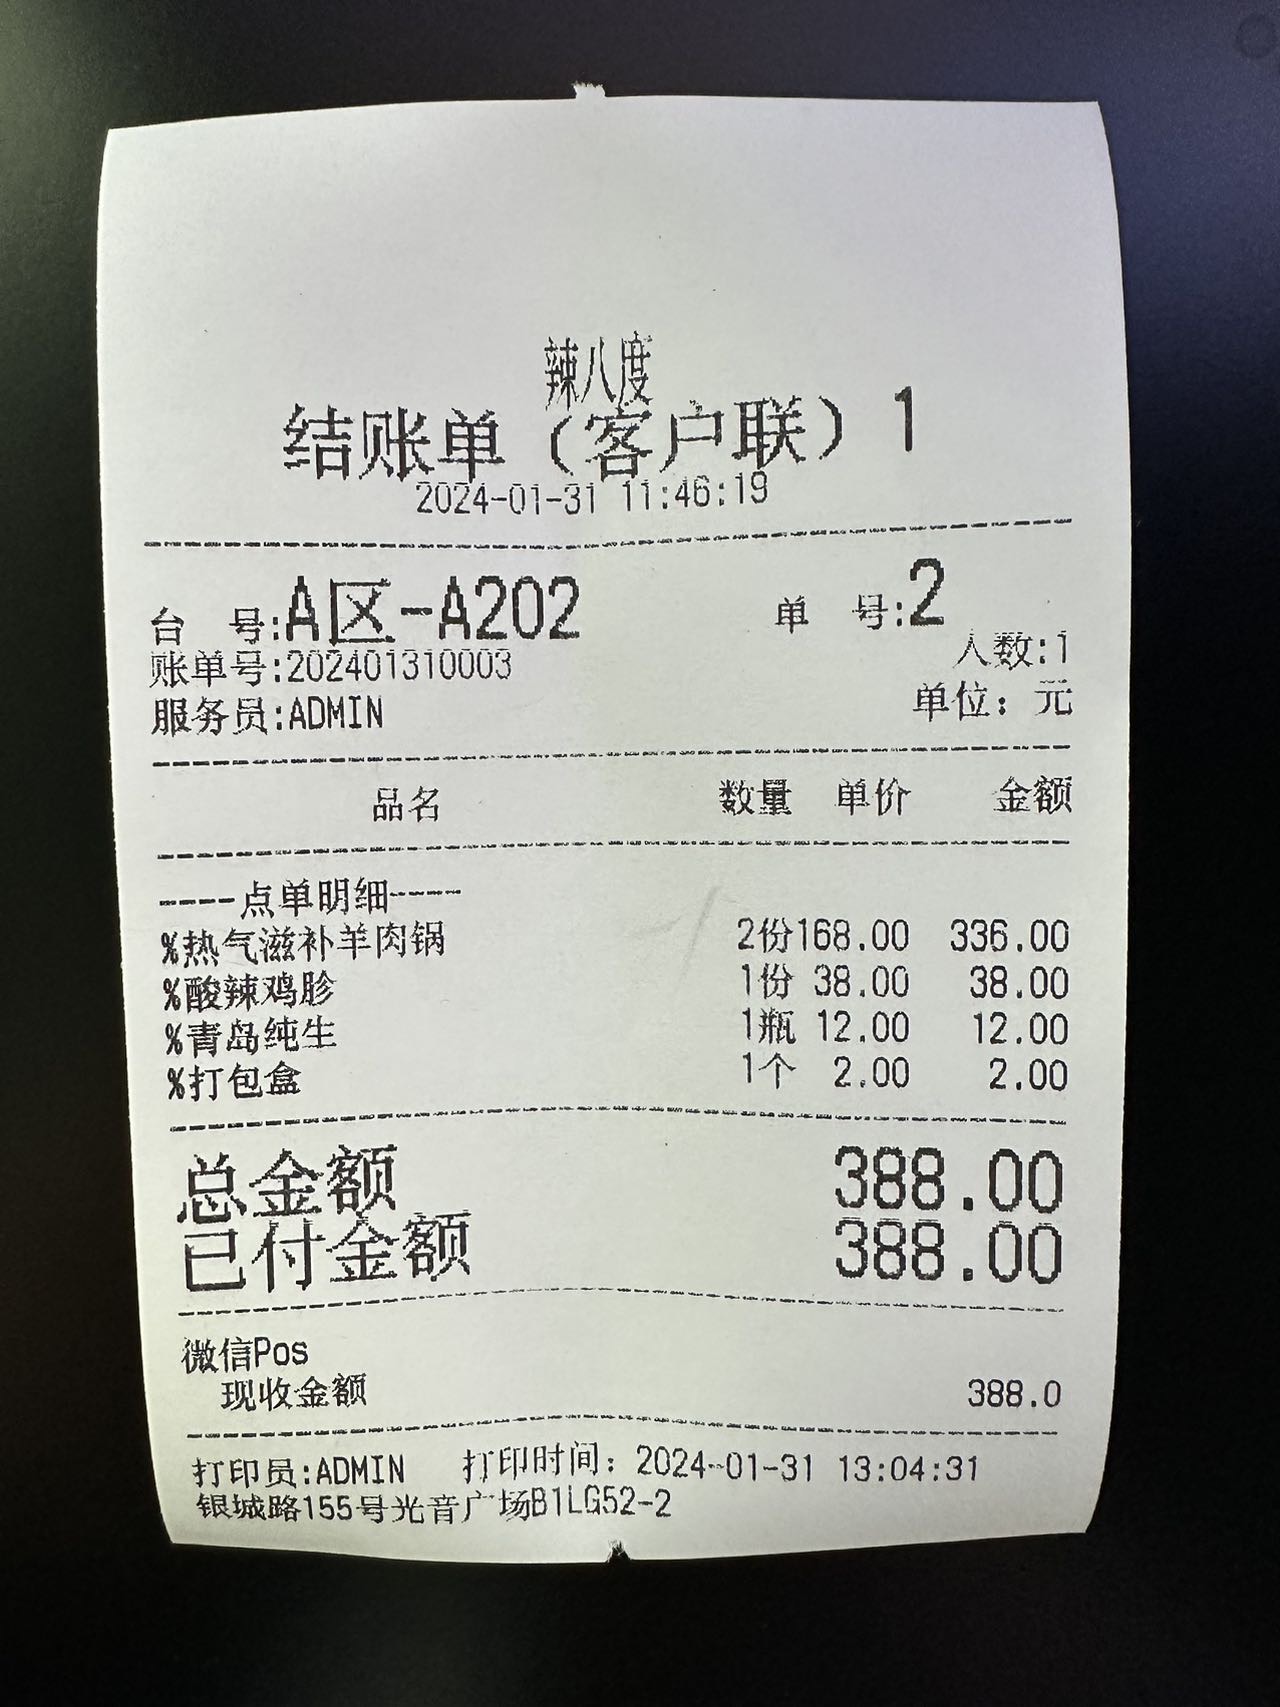 辣八度
结账单（客户联）1
2024-01-31 11:46:19
台 号:A区-A202 单 号:2
人数:1
账单号:202401310003
单位：元
服务员:ADMIN
品名 数量 单价 金额
----点单明细----
%热气滋补羊肉锅 2份168.00 336.00
%酸辣鸡胗 1份 38.00 38.00
%青岛纯生 1瓶 12.00 12.00
%打包盒 1个 2.00 2.00
总金额 388.00
已付金额 388.00
微信Pos
现收金额 388.0
打印员:ADMIN 打印时间：2024-01-31 13:04:31
银城路155号光音广场B1LG52-2